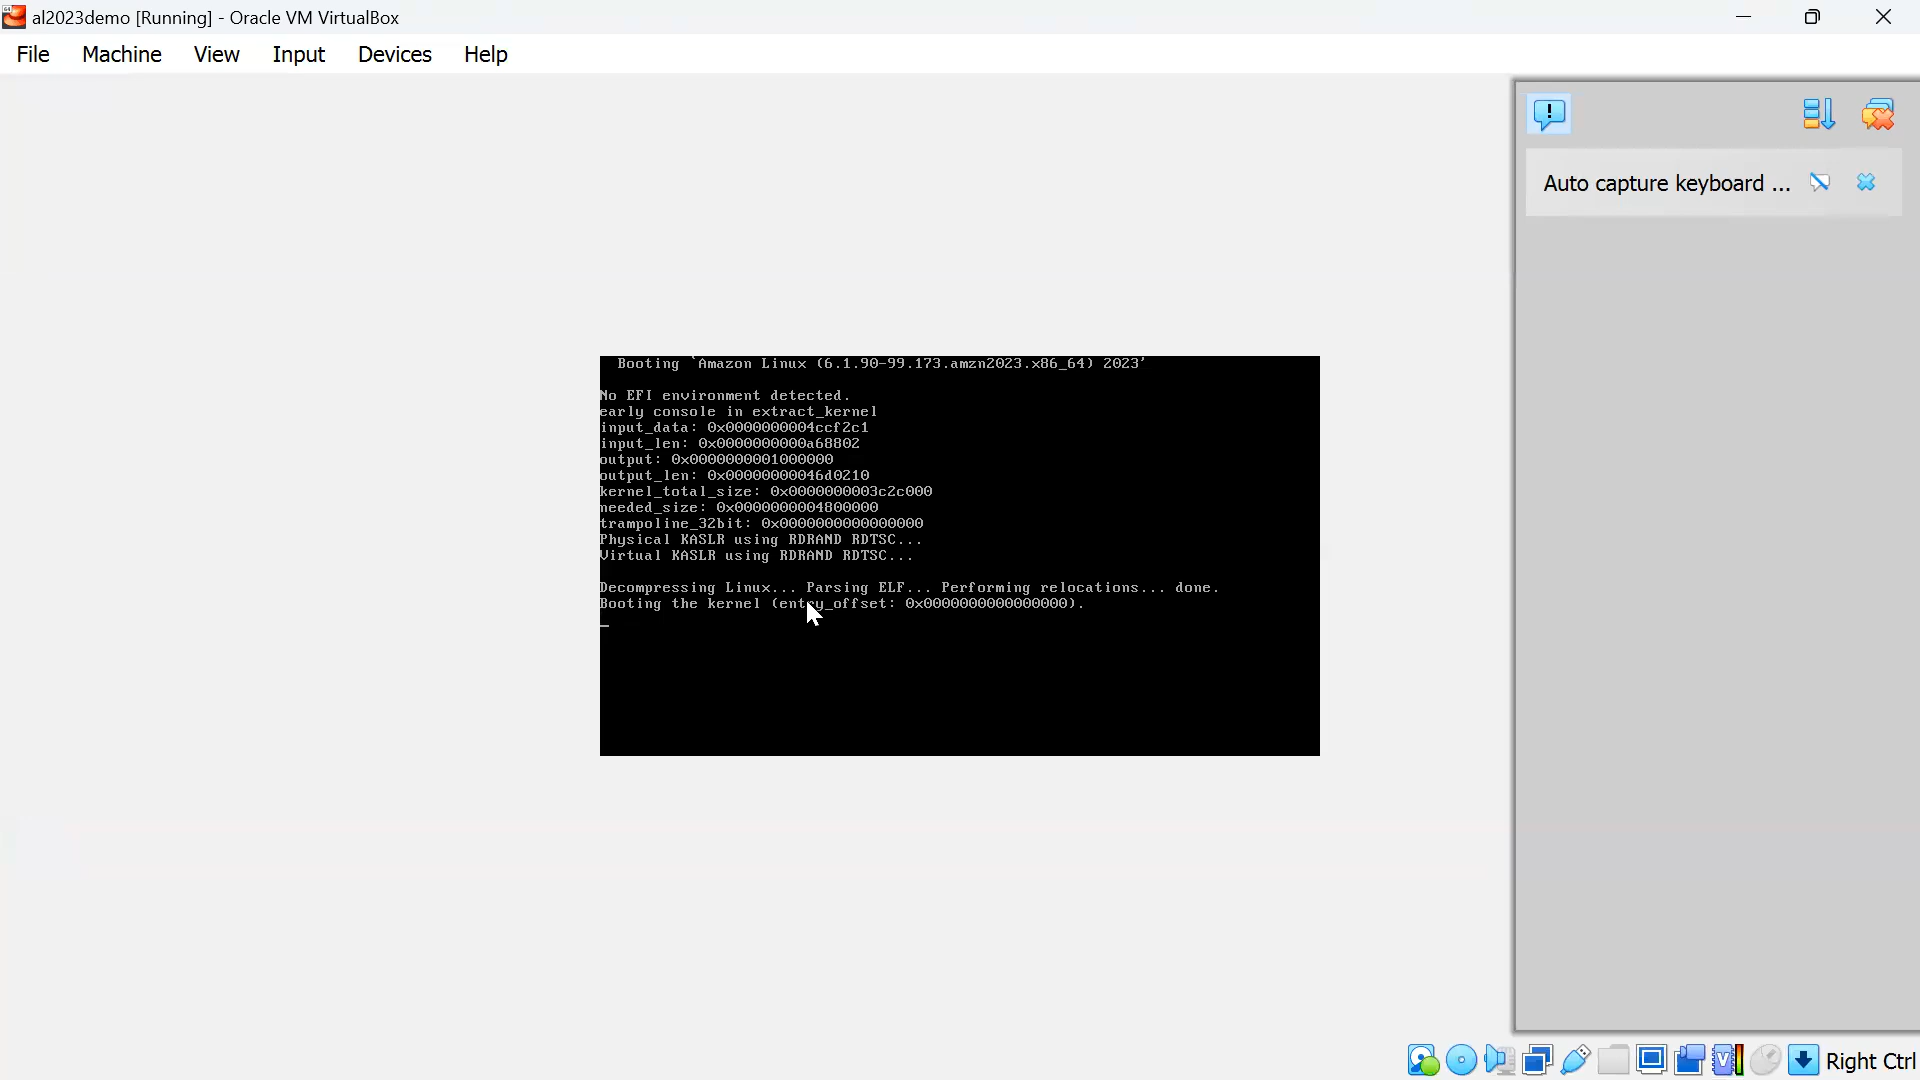 al2023demo [Running] - Oracle VM VirtualBox
File Machine View Input Devices Help
Auto capture keyboard ...
Booting `Amazon Linux (6.1.90-99.173.amzn2023.x86_64) 2023'
No EFI environment detected.
early console in extract_kernel
input_data: 0x0000000004ccf2c1
input_len: 0x0000000000a68802
output: 0x0000000001000000
output_len: 0x00000000046d0210
kernel_total_size: 0x0000000003c2c000
needed_size: 0x0000000004800000
trampoline_32bit: 0x0000000000000000
Physical KASLR using RDRAND RDTSC...
Virtual KASLR using RDRAND RDTSC...
Decompressing Linux... Parsing ELF... Performing relocations... done.
Booting the kernel (entry_offset: 0x0000000000000000).
Right Ctrl